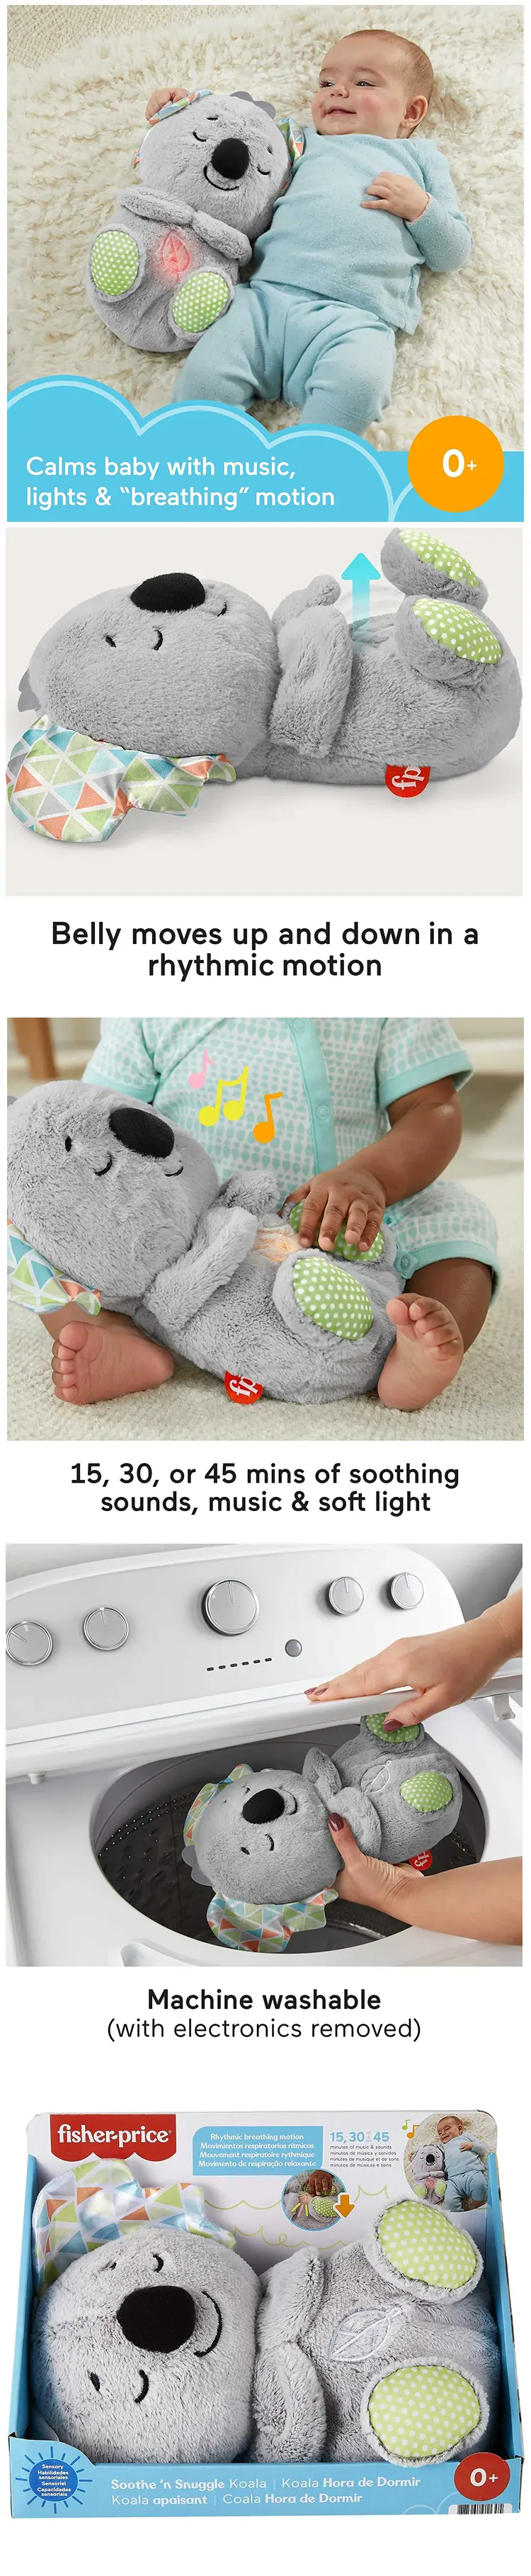 Calms baby with music,
lights & “breathing” motion
0+
fp
Belly moves up and down in a
rhythmic motion
fp
15, 30, or 45 mins of soothing
sounds, music & soft light
fp
Machine washable
(with electronics removed)
fisher-price
Rhythmic breathing motion
Movimientos respiratorios rítmicos
Mouvement respiratoire rythmique
Movimento de respiração relaxante
15, 30 45
minutes of music & sounds
minutos de música y sonidos
minutes de musique et de sons
minutos de músicas e sons
Sensory
Habilidades
sensoriales
Sensoriel
Capacidades
sensoriais
Soothe ’n Snuggle Koala | Koala Hora de Dormir
Koala apaisant | Coala Hora de Dormir
0+